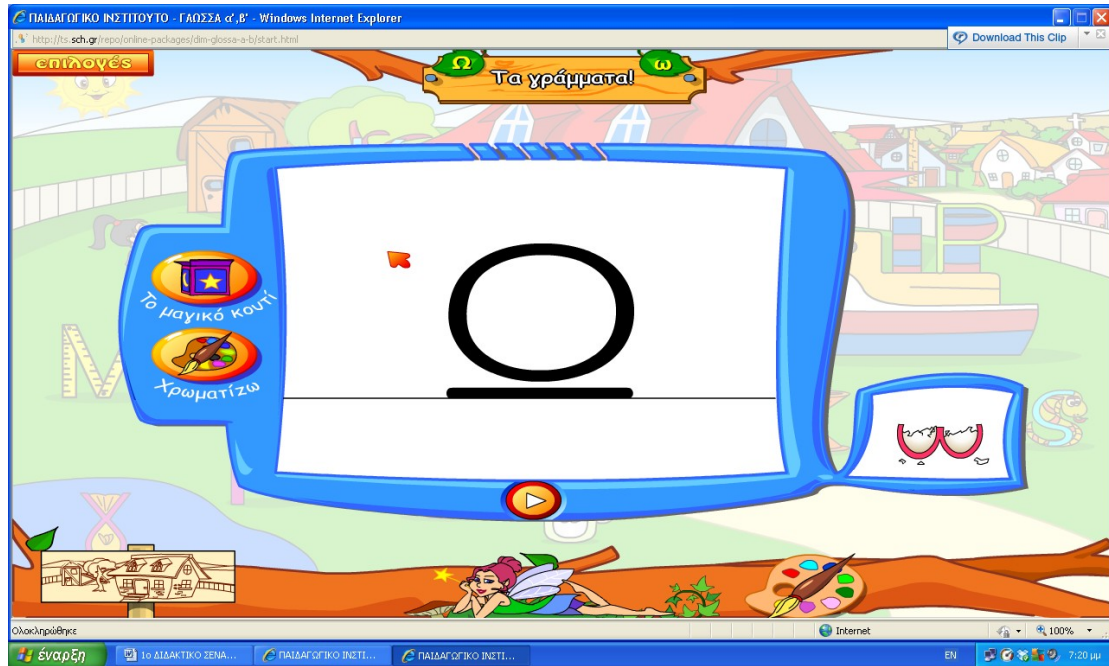 ΠΑΙΔΑΓΩΓΙΚΟ ΙΝΣΤΙΤΟΥΤΟ - ΓΛΩΣΣΑ α',β' - Windows Internet Explorer
http://ts.sch.gr/repo/online-packages/dim-glossa-a-b/start.html
Download This Clip
επιλογές
Ω
ω
Τα γράμματα!
Το μαγικό κουτί
Χρωματίζω
Ολοκληρώθηκε
Internet
100%
έναρξη
1ο ΔΙΔΑΚΤΙΚΟ ΣΕΝΑ...
ΠΑΙΔΑΓΩΓΙΚΟ ΙΝΣΤΙ...
ΠΑΙΔΑΓΩΓΙΚΟ ΙΝΣΤΙ...
EN
7:20 μμ